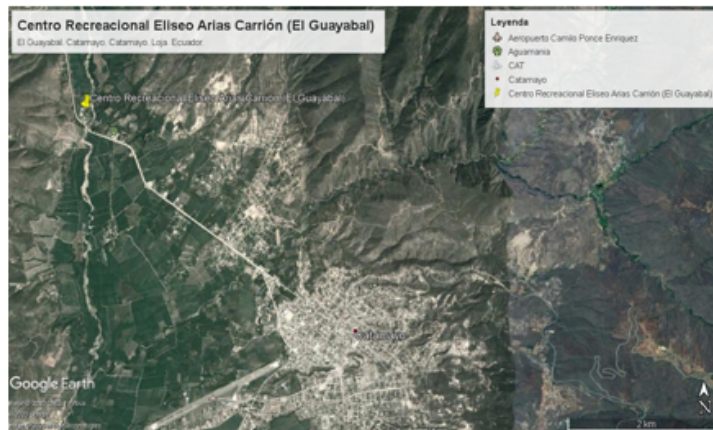 Centro Recreacional Eliseo Arias Carrión (El Guayabal)
El Guayabal. Catamayo. Catamayo. Loja. Ecuador.
Leyenda
Aeropuerto Camilo Ponce Enriquez
Aguamania
CAT
Catamayo
Centro Recreacional Eliseo Arias Carrión (El Guayabal)
Centro Recreacional Eliseo Arias Carrión (El Guayabal)
Catamayo
Google Earth
N
2 km